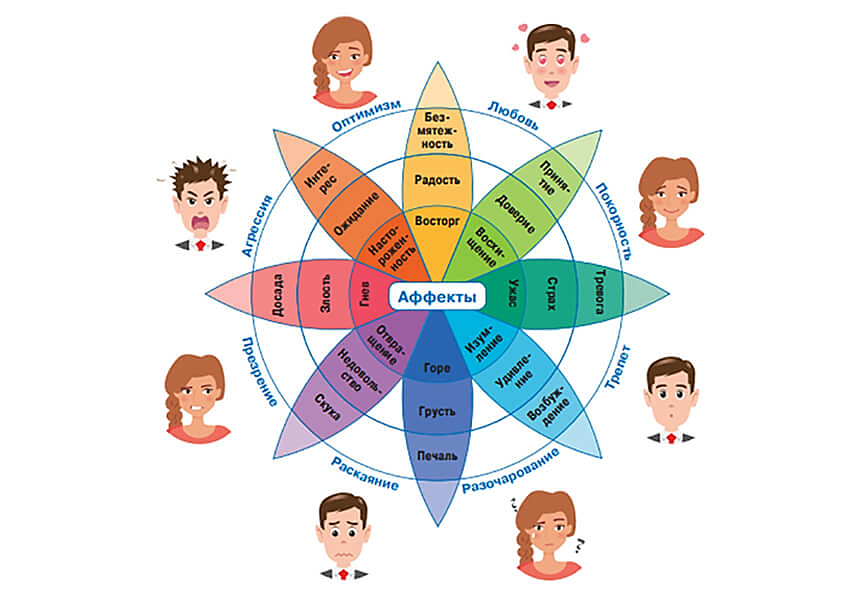 Оптимизм
Любовь
Без-
мятеж-
ность
Радость
Восторг
Инте-
рес
Ожидание
Насто-
рожен-
ность
Приня-
тие
Доверие
Восхи-
щение
Агрессия
Покорность
Досада
Злость
Гнев
Аффекты
Ужас
Страх
Тревога
Отвра-
щение
Недоволь-
ство
Скука
Горе
Грусть
Печаль
Изум-
ление
Удивле-
ние
Возбуж-
дение
Презрение
Трепет
Раскаяние
Разочарование